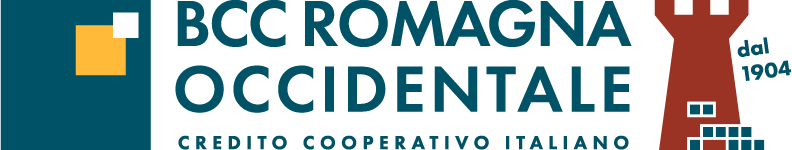 BCC ROMAGNA
OCCIDENTALE
CREDITO COOPERATIVO ITALIANO
dal
1904